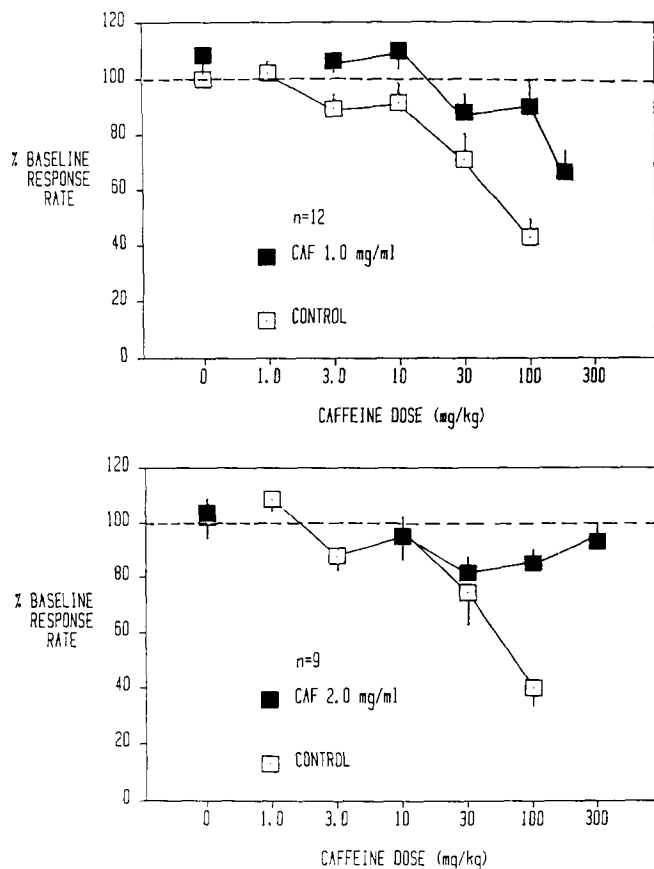 120
100
80
60
40
20
0
% BASELINE
RESPONSE
RATE
n=12
CAF 1.0 mg/ml
CONTROL
0 1.0 3.0 10 30 100 300
CAFFEINE DOSE (mg/kg)
120
100
80
60
40
20
0
% BASELINE
RESPONSE
RATE
n=9
CAF 2.0 mg/ml
CONTROL
0 1.0 3.0 10 30 100 300
CAFFEINE DOSE (mg/kg)